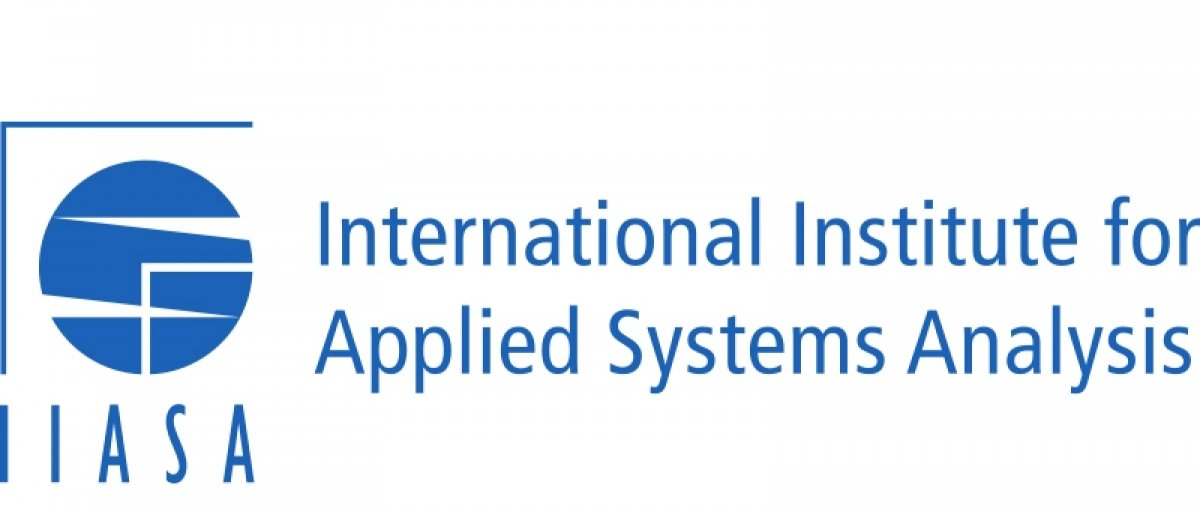 International Institute for
Applied Systems Analysis
IIASA